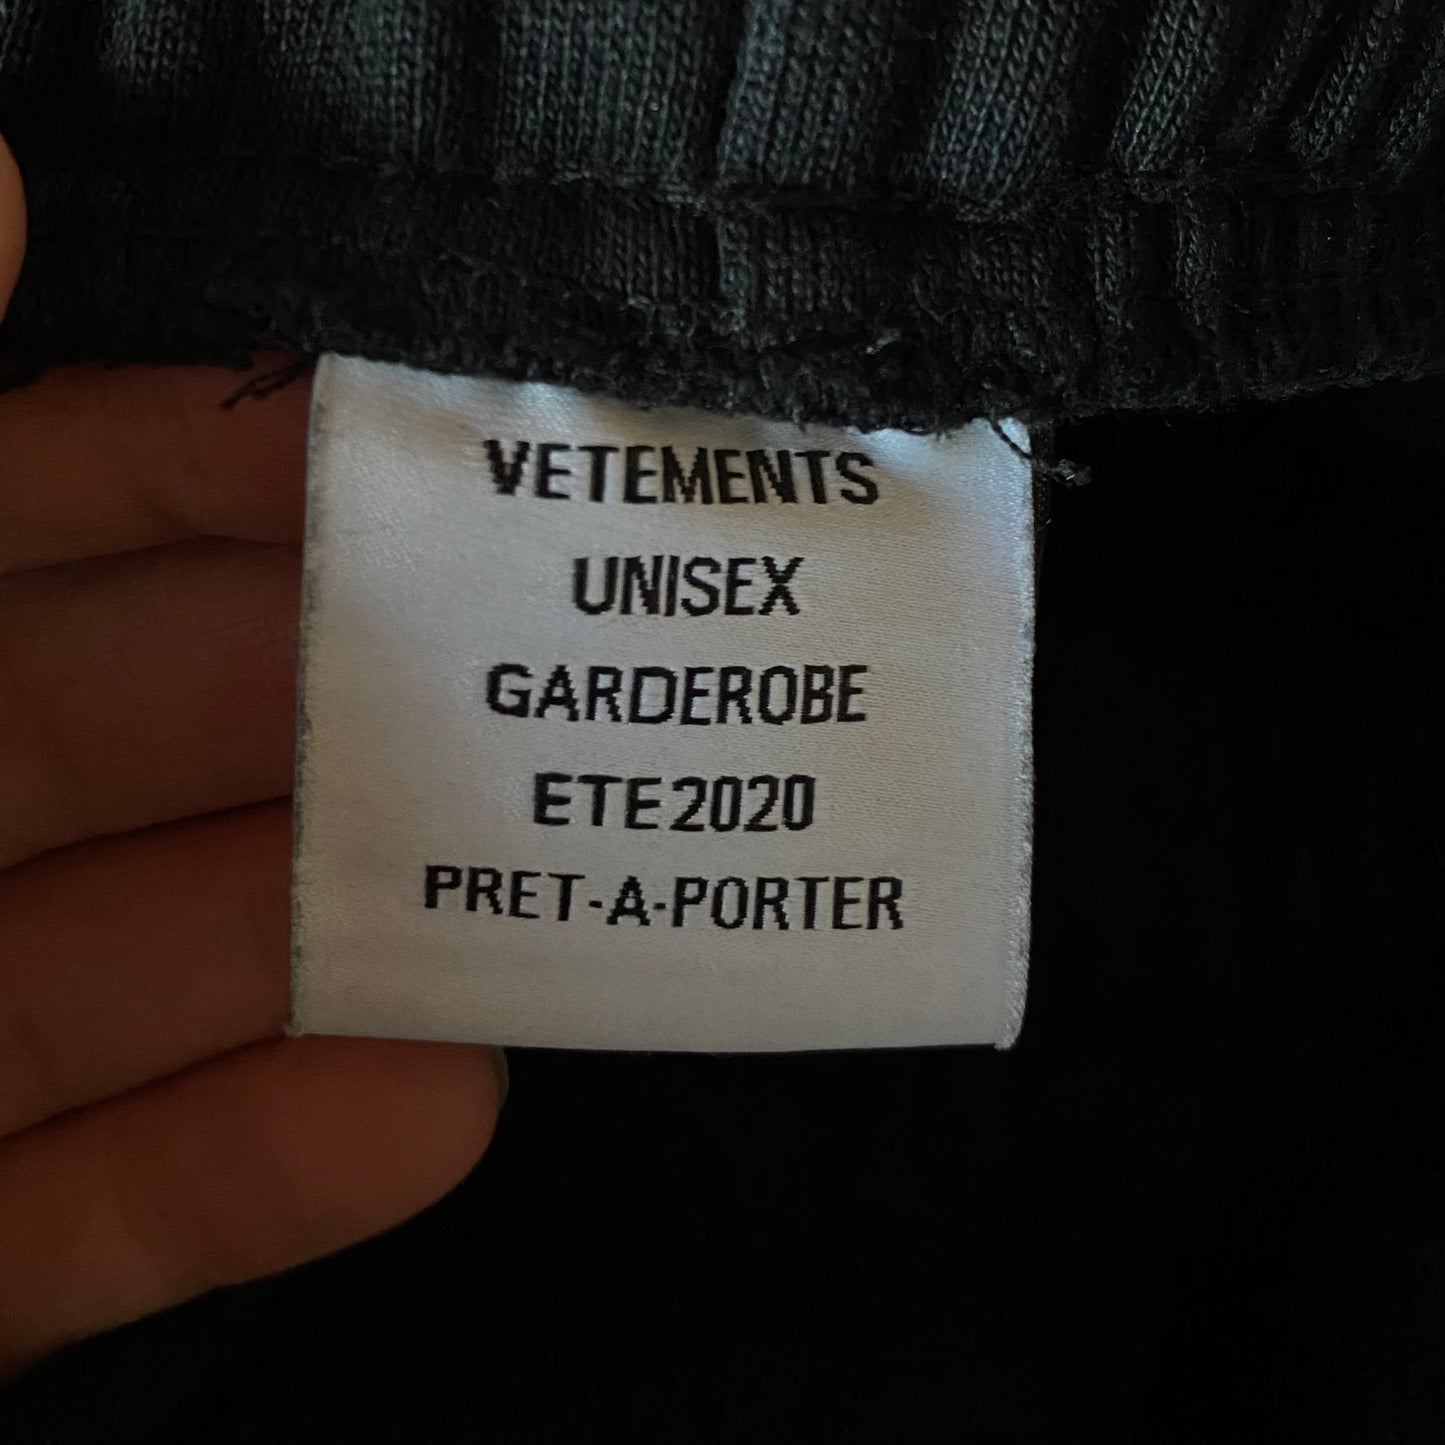 VETEMENTS
UNISEX
GARDEROBE
ETE2020
PRET-A-PORTER